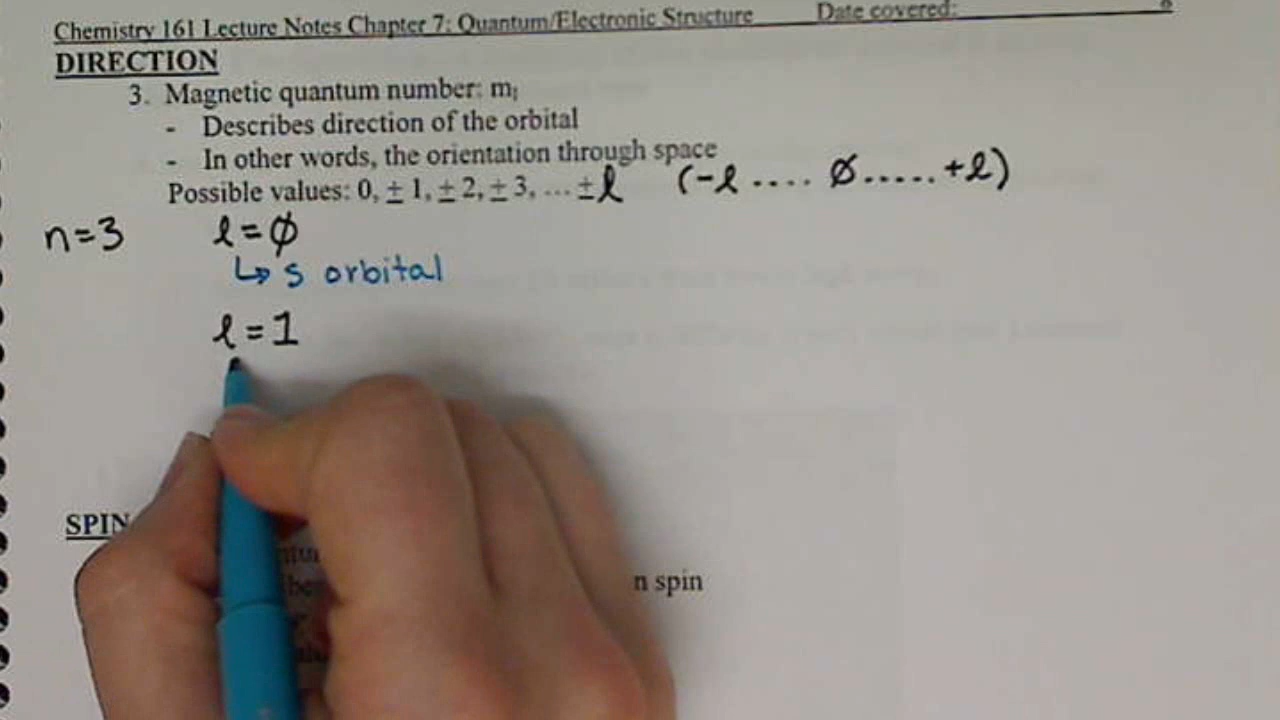 Chemistry 161 Lecture Notes Chapter 7: Quantum/Electronic Structure Date covered: 8
DIRECTION
3. Magnetic quantum number: mₗ
- Describes direction of the orbital
- In other words, the orientation through space
Possible values: 0, ± 1, ± 2, ± 3, … ± ℓ (-ℓ .... ∅ ..... +ℓ)
n=3 ℓ=∅
↳ s orbital
ℓ=1
SPIN
n spin